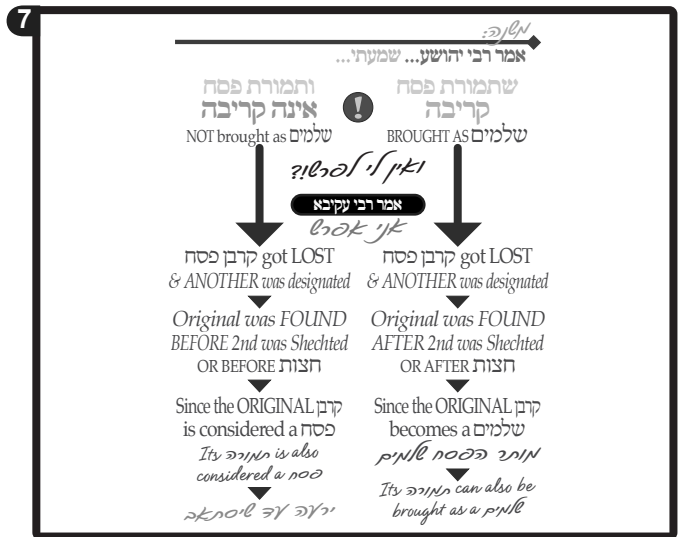 7
משנה:
אמר רבי יהושע... שמעתי...
שתמורת פסח
קריבה
BROUGHT AS שלמים
!
ותמורת פסח
אינה קריבה
NOT brought as שלמים
ואין לי לפרש!?
אמר רבי עקיבא
אני אפרש
קרבן פסח got LOST
& ANOTHER was designated
Original was FOUND
AFTER 2nd was Shechted
OR AFTER חצות
Since the ORIGINAL קרבן
becomes a שלמים
מותר הפסח שלמים
Its תמורה can also be
brought as a שלמים
קרבן פסח got LOST
& ANOTHER was designated
Original was FOUND
BEFORE 2nd was Shechted
OR BEFORE חצות
Since the ORIGINAL קרבן
is considered a פסח
Its תמורה is also
considered a פסח
ירעה עד שיסתאב